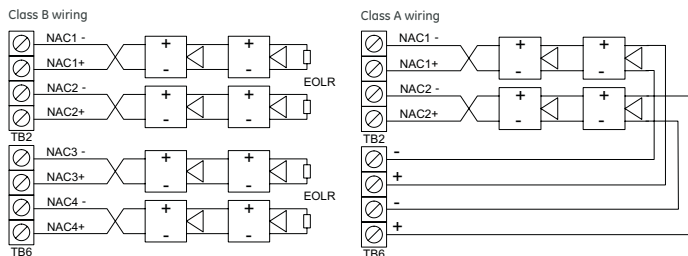 Class B wiring
NAC1 -
NAC1+
NAC2 -
NAC2+
TB2
NAC3 -
NAC3+
NAC4 -
NAC4+
TB6
+ +
- -
EOLR
+ +
- -
+ +
- -
EOLR
+ +
- -
Class A wiring
NAC1 -
NAC1+
NAC2 -
NAC2+
TB2
+ +
- -
+ +
- -
-
+
-
+
TB6